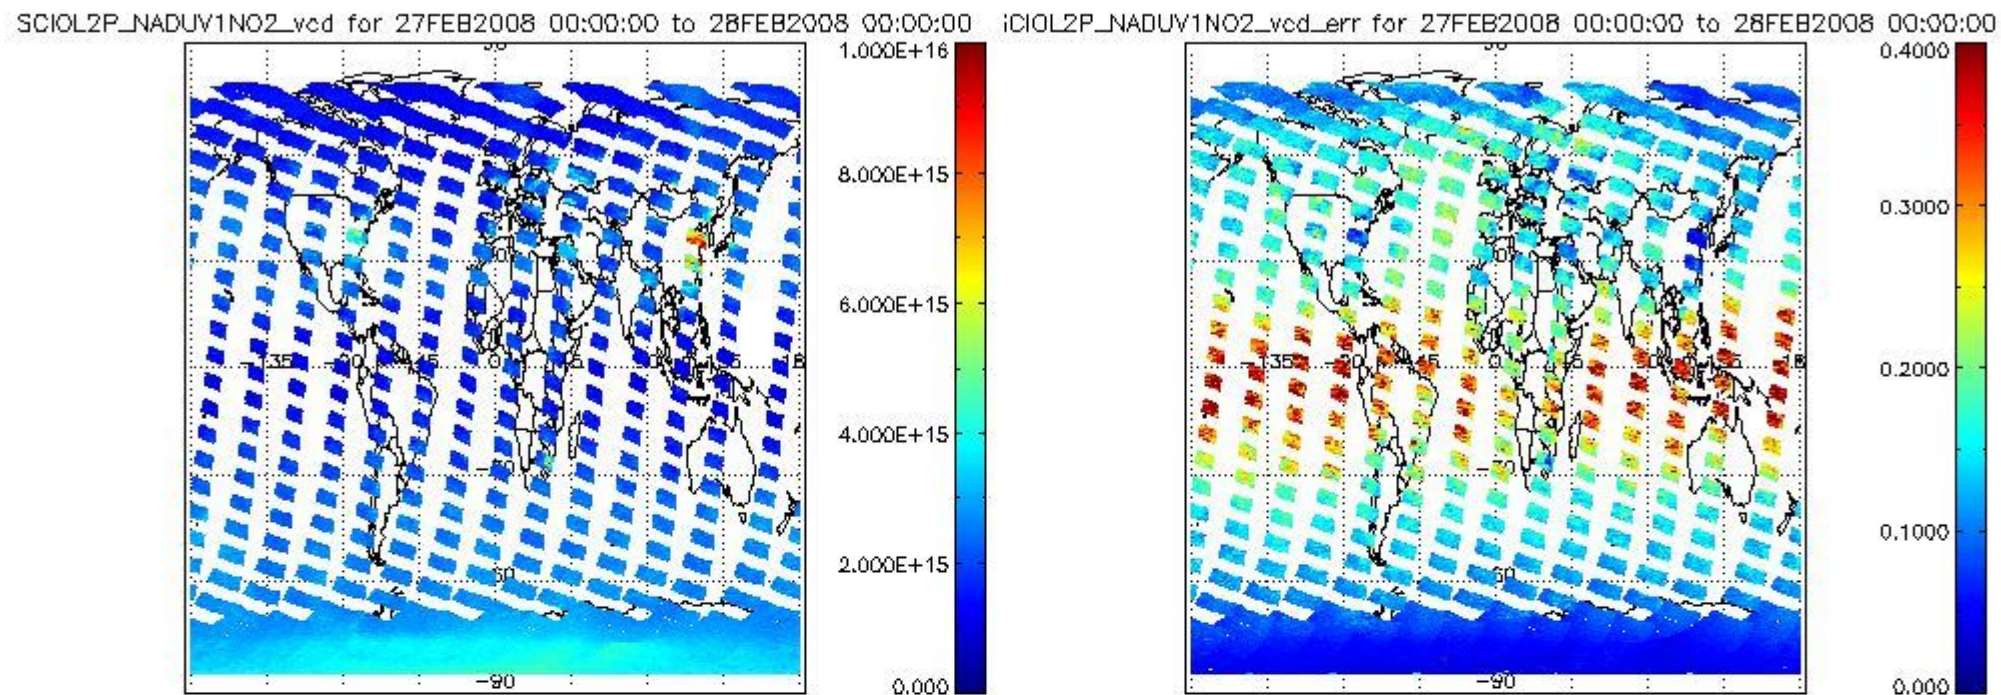 SCIOL2P_NADUV1NO2_vcd for 27FEB2008 00:00:00 to 28FEB2008 00:00:00
iCIOL2P_NADUV1NO2_vcd_err for 27FEB2008 00:00:00 to 28FEB2008 00:00:00
1.000E+16
8.000E+15
6.000E+15
4.000E+15
2.000E+15
0.000
-90
0.4000
0.3000
0.2000
0.1000
0.000
-90